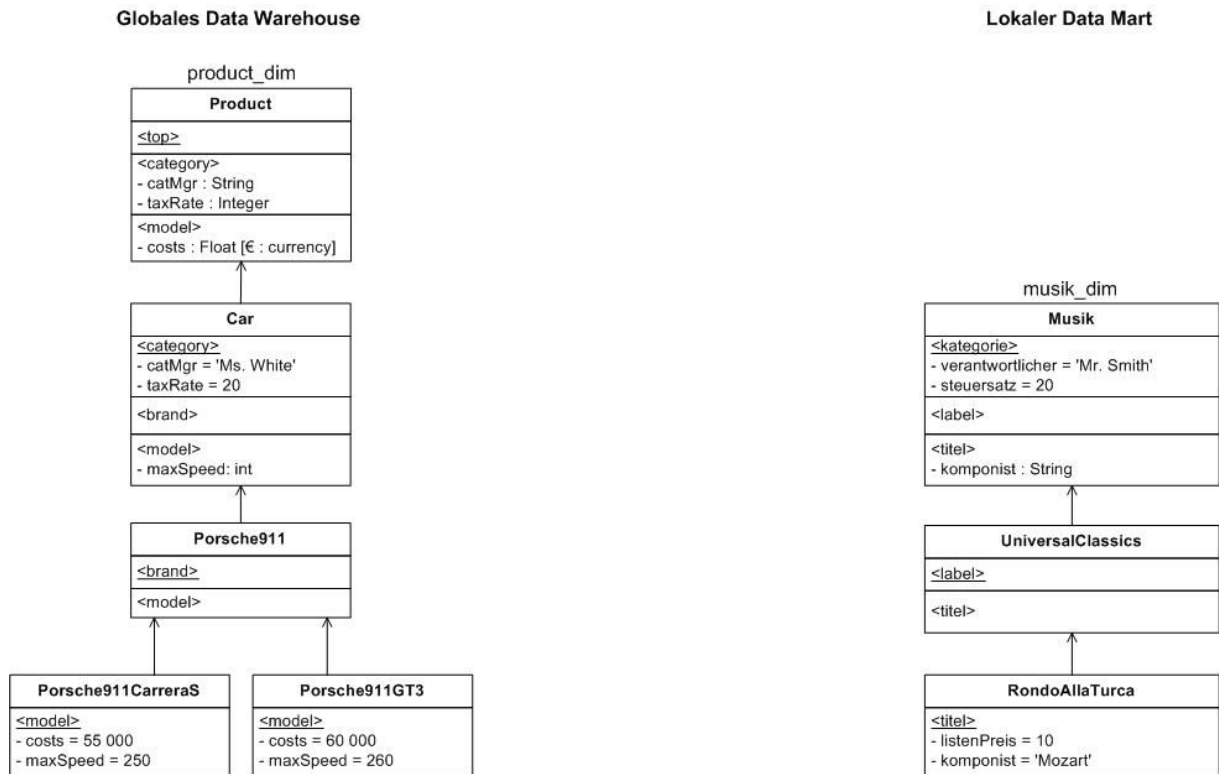 Globales Data Warehouse
product_dim
Product
<top>
<category>
- catMgr : String
- taxRate : Integer
<model>
- costs : Float [€ : currency]
Car
<category>
- catMgr = 'Ms. White'
- taxRate = 20
<brand>
<model>
- maxSpeed: int
Porsche911
<brand>
<model>
Porsche911CarreraS
<model>
- costs = 55 000
- maxSpeed = 250
Porsche911GT3
<model>
- costs = 60 000
- maxSpeed = 260
Lokaler Data Mart
musik_dim
Musik
<kategorie>
- verantwortlicher = 'Mr. Smith'
- steuersatz = 20
<label>
<titel>
- komponist : String
UniversalClassics
<label>
<titel>
RondoAllaTurca
<titel>
- listenPreis = 10
- komponist = 'Mozart'